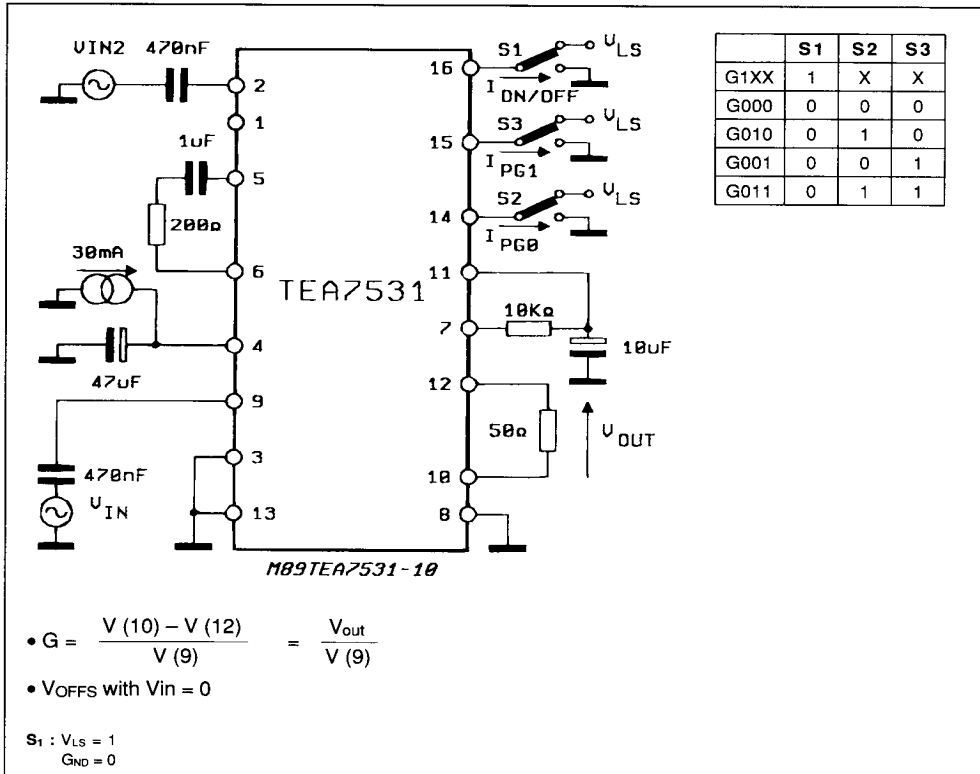 VIN2 470nF
2
1
1uF
5
200Ω
30mA
6
4
47uF
9
470nF
VIN
3
13
TEA7531
16
S1
VLS
I ON/OFF
15
S3
VLS
I PG1
14
S2
VLS
I PG0
11
10KΩ
7
10uF
12
50Ω
VOUT
10
8
M89TEA7531-10
S1 S2 S3
G1XX 1 X X
G000 0 0 0
G010 0 1 0
G001 0 0 1
G011 0 1 1
• G = V (10) – V (12) / V (9) = Vout / V (9)
• VOFFS with Vin = 0
S1 : VLS = 1
GND = 0